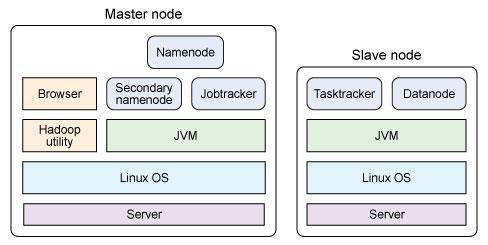 Master node
Namenode
Slave node
Browser
Secondary
namenode
Jobtracker
Tasktracker
Datanode
Hadoop
utility
JVM
JVM
Linux OS
Linux OS
Server
Server